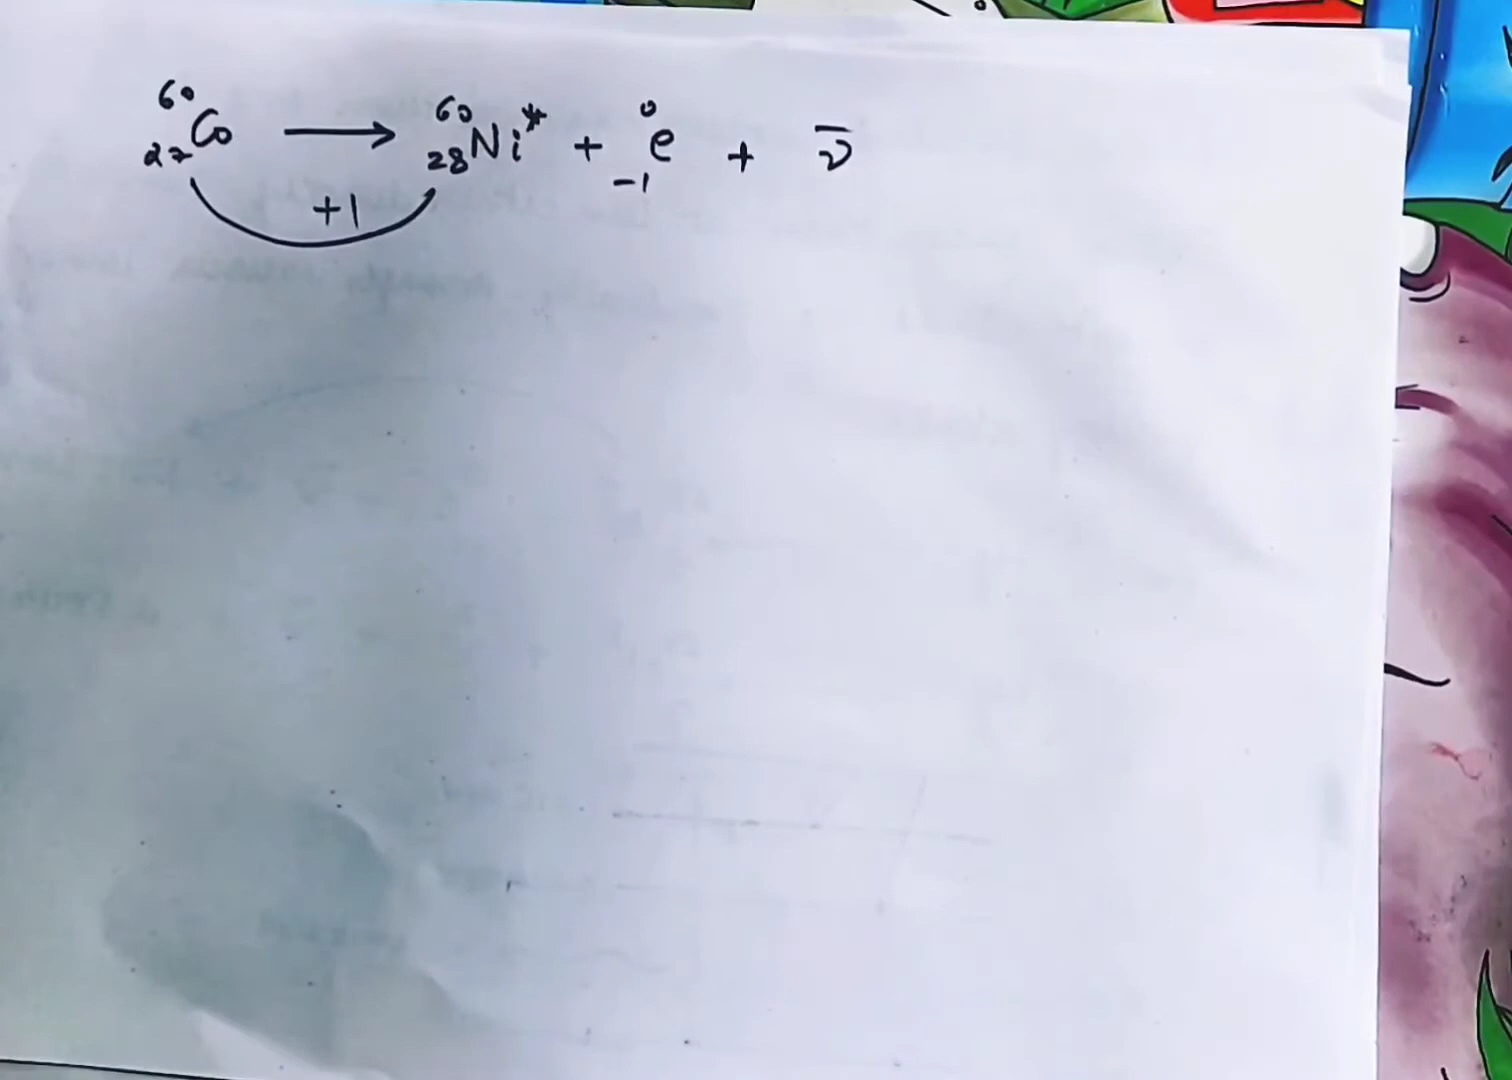 ⁶⁰₂₇Co ⟶ ⁶⁰₂₈Ni* + ⁰₋₁e + ν̄
+1